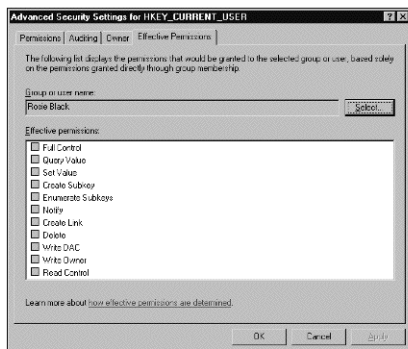 Advanced Security Settings for HKEY_CURRENT_USER
Permissions Auditing Owner Effective Permissions
The following list displays the permissions that would be granted to the selected group or user, based solely
on the permissions granted directly through group membership.
Group or user name:
Rosie Black
Select...
Effective permissions:
Full Control
Query Value
Set Value
Create Subkey
Enumerate Subkeys
Notify
Create Link
Delete
Write DAC
Write Owner
Read Control
Learn more about how effective permissions are determined.
OK Cancel Apply